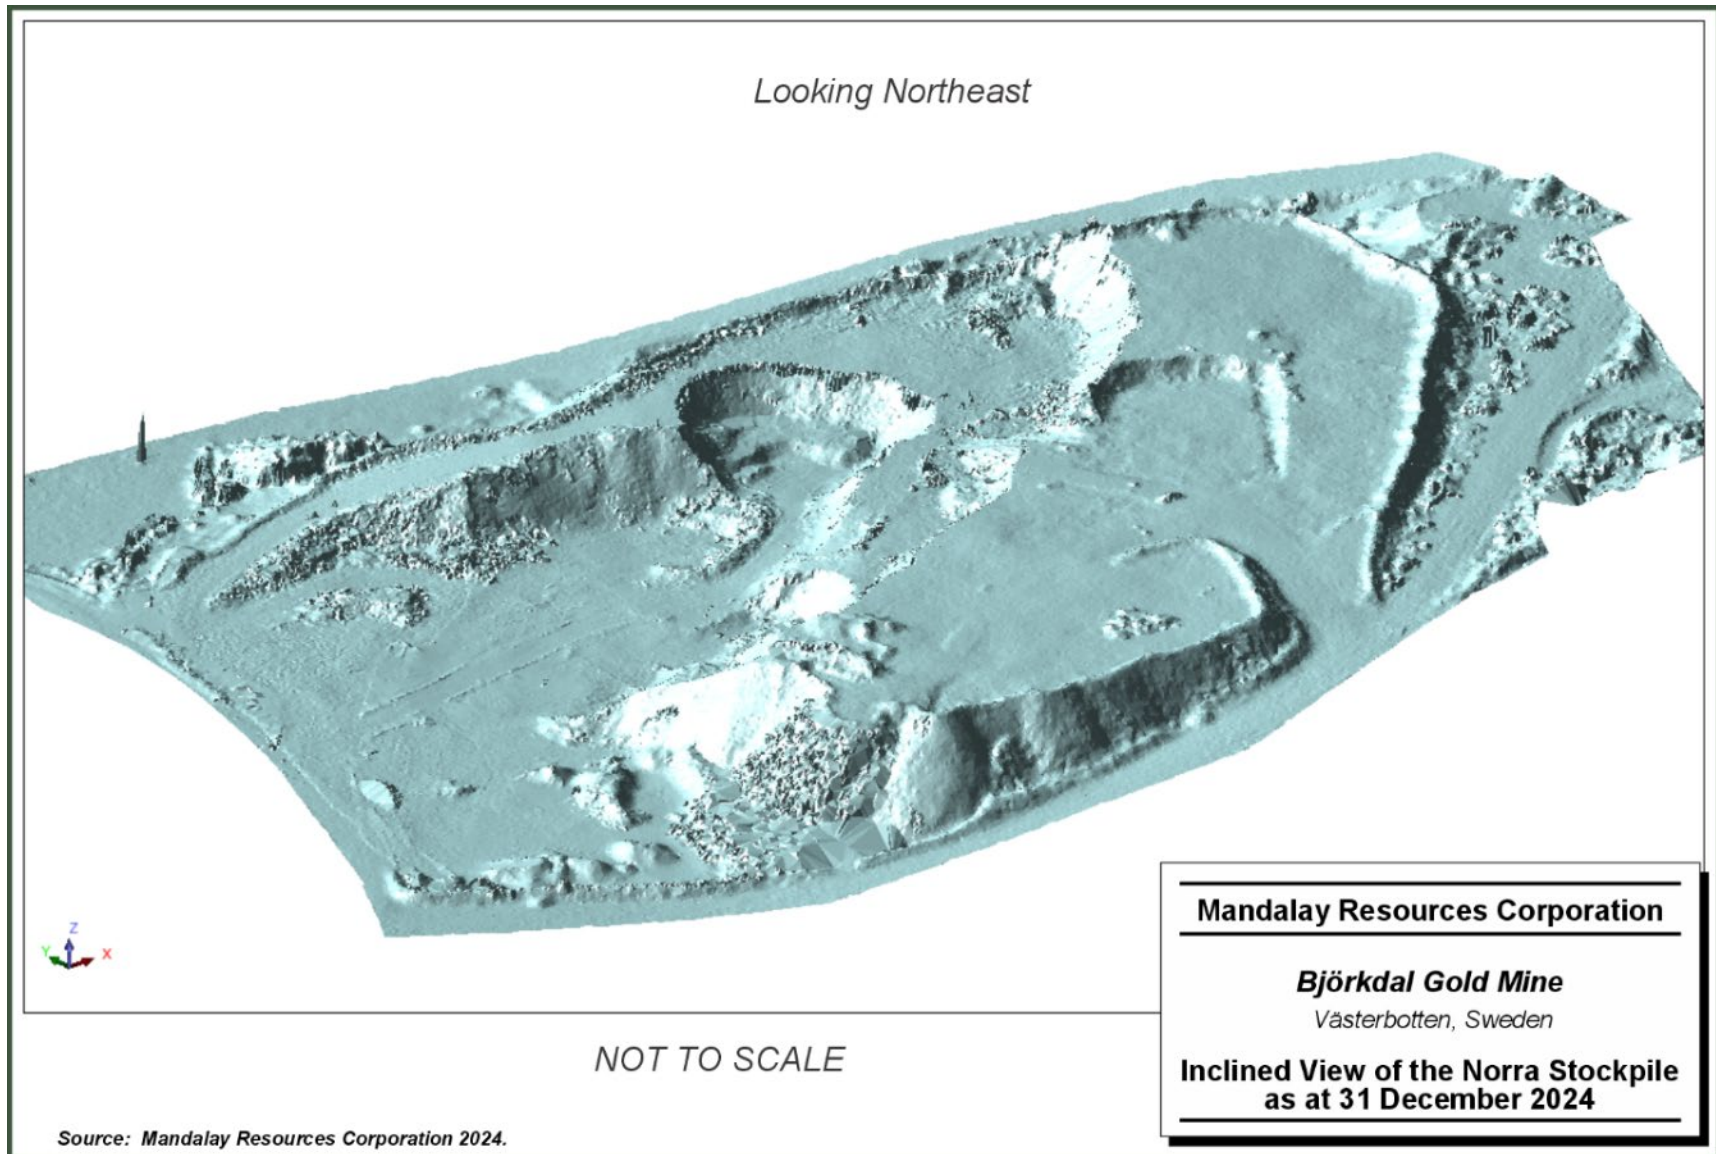 Looking Northeast
Z
Y
X
Mandalay Resources Corporation
Björkdal Gold Mine
Västerbotten, Sweden
Inclined View of the Norra Stockpile
as at 31 December 2024
NOT TO SCALE
Source: Mandalay Resources Corporation 2024.